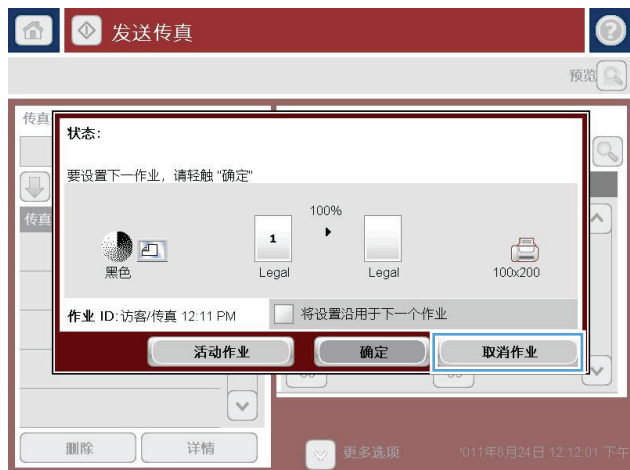 发送传真
预览
传真
状态:
要设置下一作业，请轻触 "确定"
传真
100%
1
黑色
Legal
Legal
100x200
作业 ID:访客/传真 12:11 PM
将设置沿用于下一个作业
活动作业
确定
取消作业
删除
详情
更多选项
2011年8月24日 12:12:01 下午